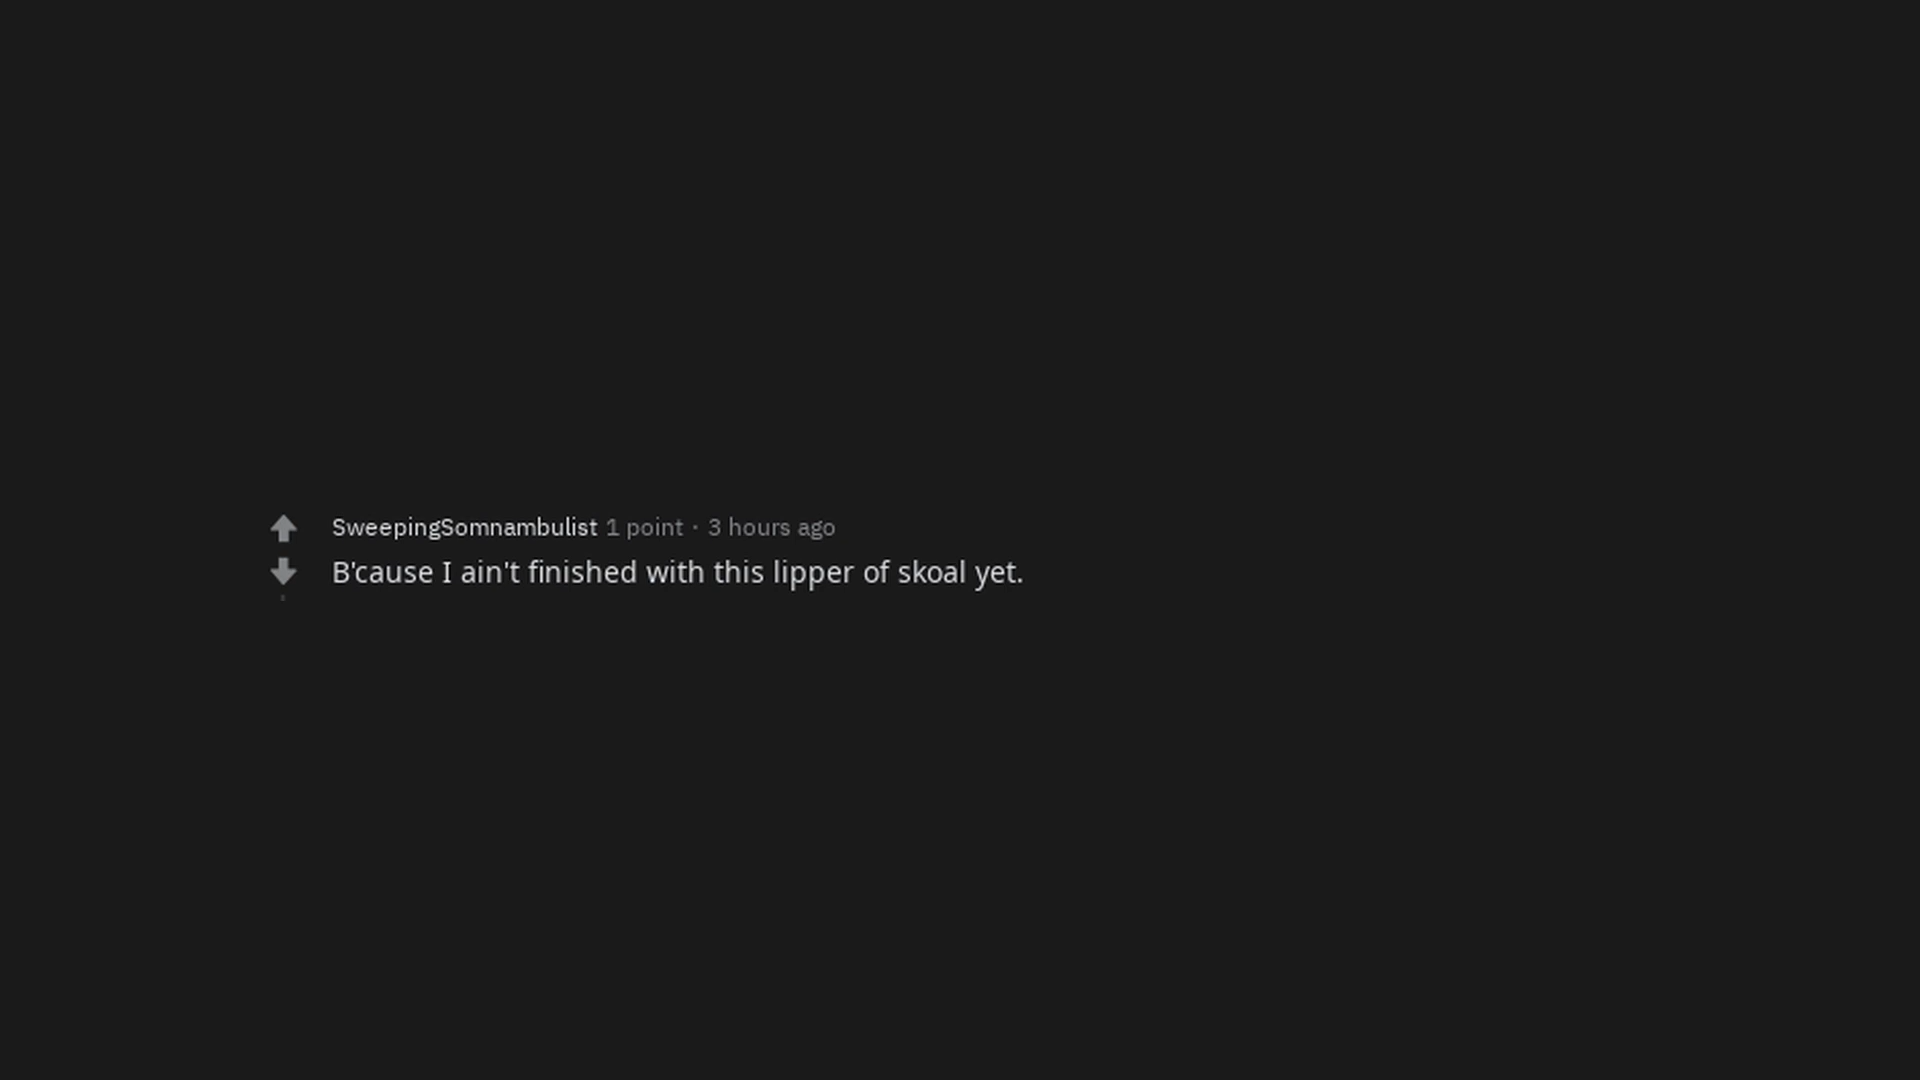 SweepingSomnambulist 1 point · 3 hours ago
B'cause I ain't finished with this lipper of skoal yet.